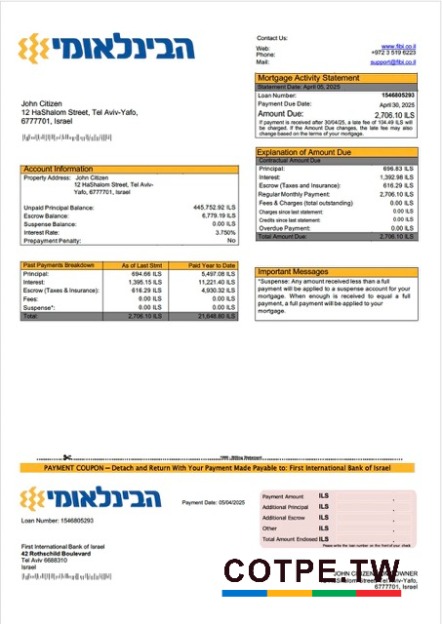 הבינלאומי
Contact Us:
Web: www.fibi.co.il
Phone: +972 3 519 6223
Mail: support@fibi.co.il
Mortgage Activity Statement
Statement Date: April 05, 2025
Loan Number: 1546805293
Payment Due Date: April 30, 2025
Amount Due: 2,706.10 ILS
If payment is received after 30/04/25, a late fee of 104.49 ILS will
be charged. If the Amount Due changes, the late fee may also
change based on the terms of your mortgage.
John Citizen
12 HaShalom Street, Tel Aviv-Yafo,
6777701, Israel
Explanation of Amount Due
Contractual Amount Due
Principal: 696.83 ILS
Interest: 1,392.98 ILS
Escrow (Taxes and Insurance): 616.29 ILS
Regular Monthly Payment: 2,706.10 ILS
Fees & Charges (total outstanding) 0.00 ILS
Charges since last statement: 0.00 ILS
Credits since last statement: 0.00 ILS
Overdue Payment: 0.00 ILS
Total Amount Due: 2,706.10 ILS
Account Information
Property Address: John Citizen
12 HaShalom Street, Tel Aviv-
Yafo, 6777701, Israel
Unpaid Principal Balance: 445,752.92 ILS
Escrow Balance: 6,779.19 ILS
Suspense Balance: 0.00 ILS
Interest Rate: 3.750%
Prepayment Penalty: No
Past Payments Breakdown As of Last Stmt Paid Year to Date
Principal: 694.66 ILS 5,497.08 ILS
Interest: 1,395.15 ILS 11,221.40 ILS
Escrow (Taxes & Insurance): 616.29 ILS 4,930.32 ILS
Fees: 0.00 ILS 0.00 ILS
Suspense*: 0.00 ILS 0.00 ILS
Total: 2,706.10 ILS 21,648.80 ILS
Important Messages
*Suspense: Any amount received less than a full
payment will be applied to a suspense account for your
mortgage. When enough is received to equal a full
payment, a full payment will be applied to your
mortgage.
Billing Statement
PAYMENT COUPON – Detach and Return With Your Payment Made Payable to: First International Bank of Israel
הבינלאומי
Payment Date: 05/04/2025
Loan Number: 1546805293
Payment Amount ILS
Additional Principal ILS
Additional Escrow ILS
Other ILS
Total Amount Endosed ILS
Please write the loan number on the front of your check.
First International Bank of Israel
42 Rothschild Boulevard
Tel Aviv 6688310
Israel
COTPE.TW